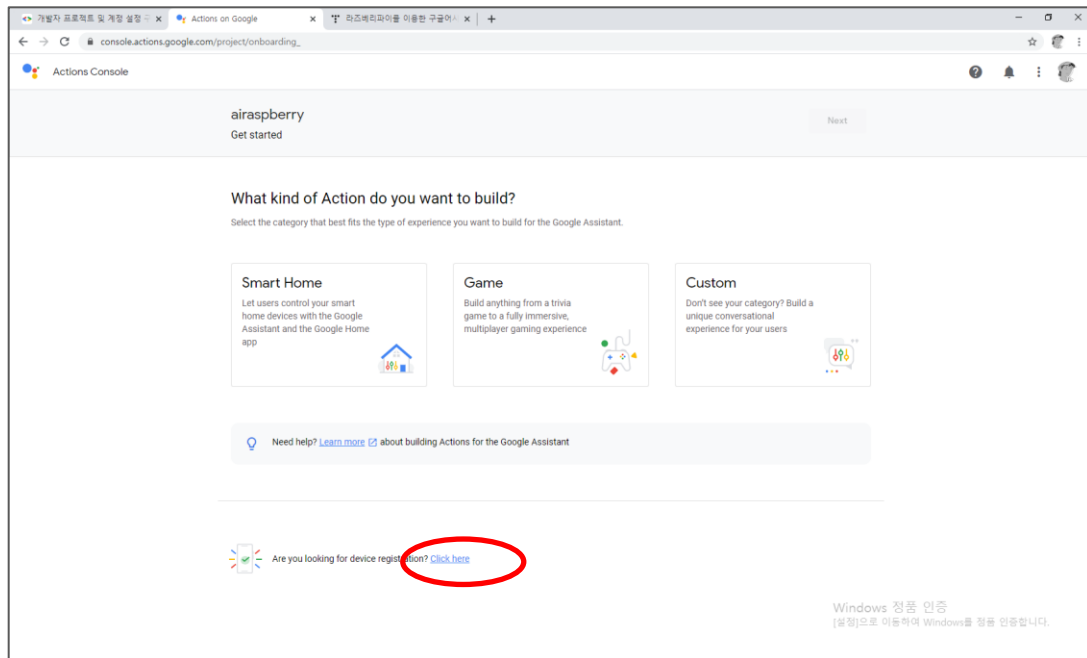 개발자 프로젝트 및 계정 설정 구
Actions on Google
라즈베리파이를 이용한 구글어시
console.actions.google.com/project/onboarding_
Actions Console
airaspberry
Get started
Next
What kind of Action do you want to build?
Select the category that best fits the type of experience you want to build for the Google Assistant.
Smart Home
Let users control your smart
home devices with the Google
Assistant and the Google Home
app
Game
Build anything from a trivia
game to a fully immersive,
multiplayer gaming experience
Custom
Don't see your category? Build a
unique conversational
experience for your users
Need help? Learn more about building Actions for the Google Assistant
Are you looking for device registration? Click here
Windows 정품 인증
[설정]으로 이동하여 Windows를 정품 인증합니다.